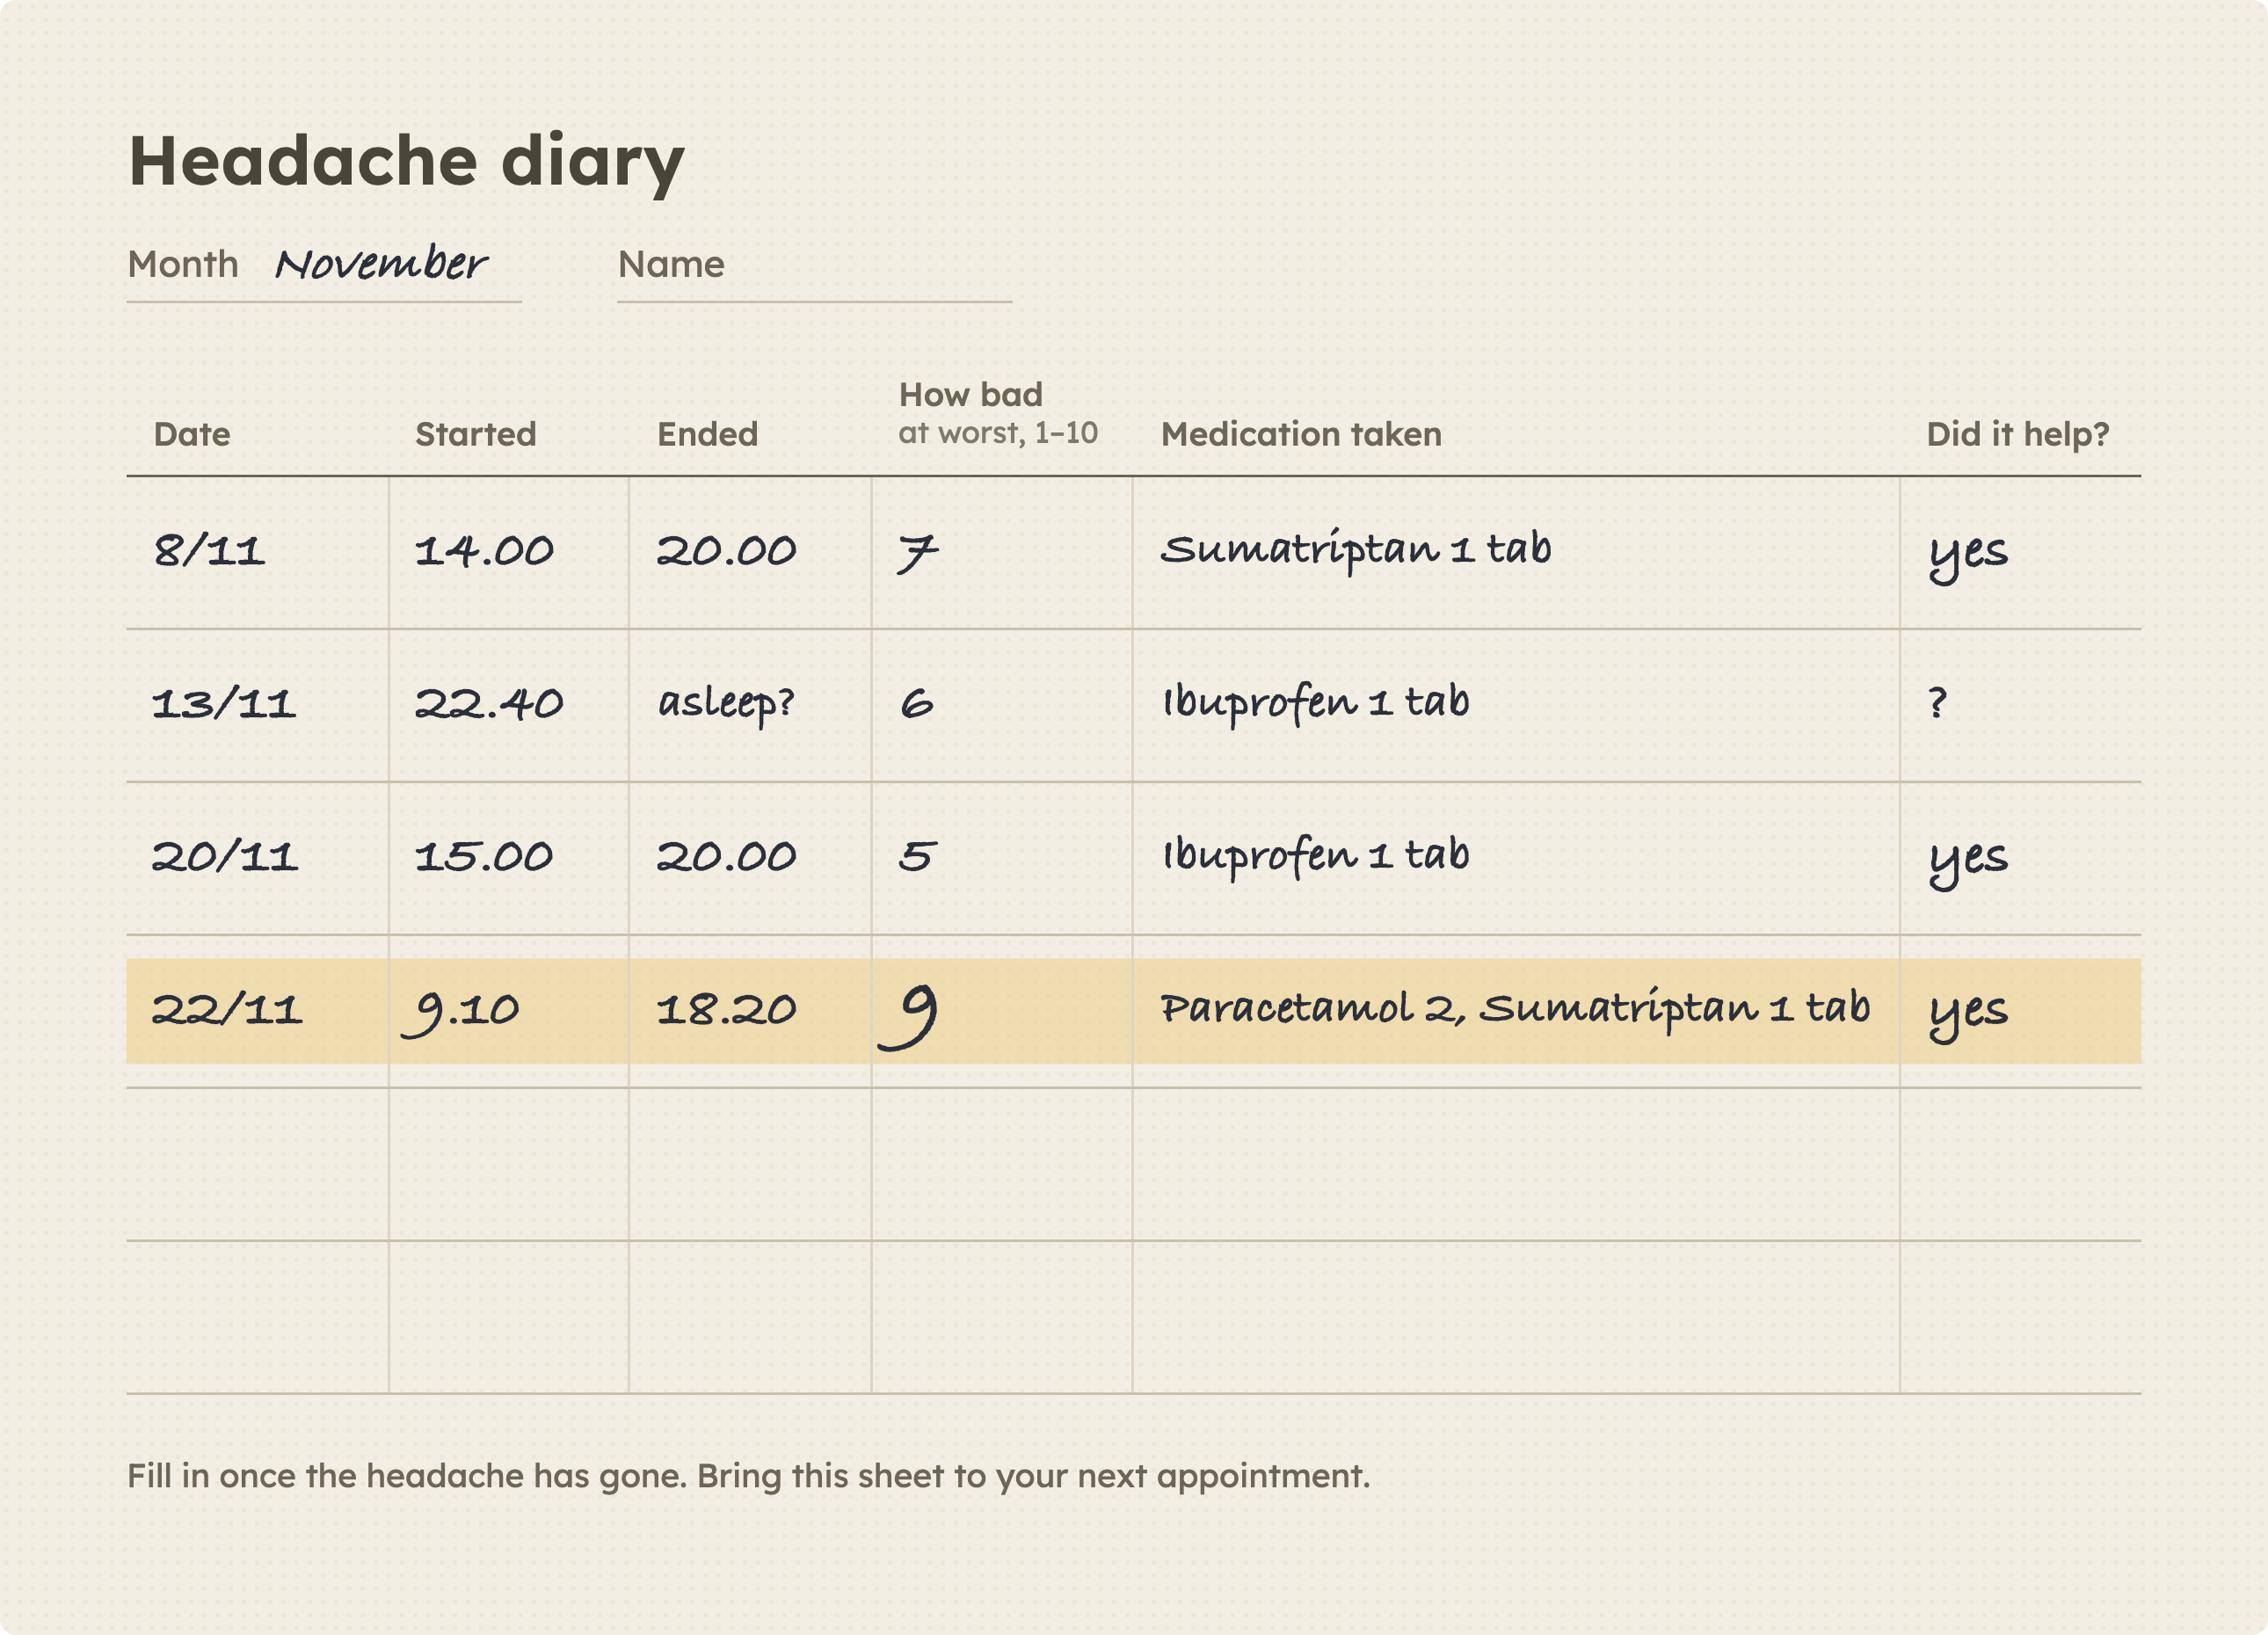 Headache diary
Month November Name
Date Started Ended How bad at worst, 1–10 Medication taken Did it help?
8/11 14.00 20.00 7 Sumatriptan 1 tab yes
13/11 22.40 asleep? 6 Ibuprofen 1 tab ?
20/11 15.00 20.00 5 Ibuprofen 1 tab yes
22/11 9.10 18.20 9 Paracetamol 2, Sumatriptan 1 tab yes
Fill in once the headache has gone. Bring this sheet to your next appointment.